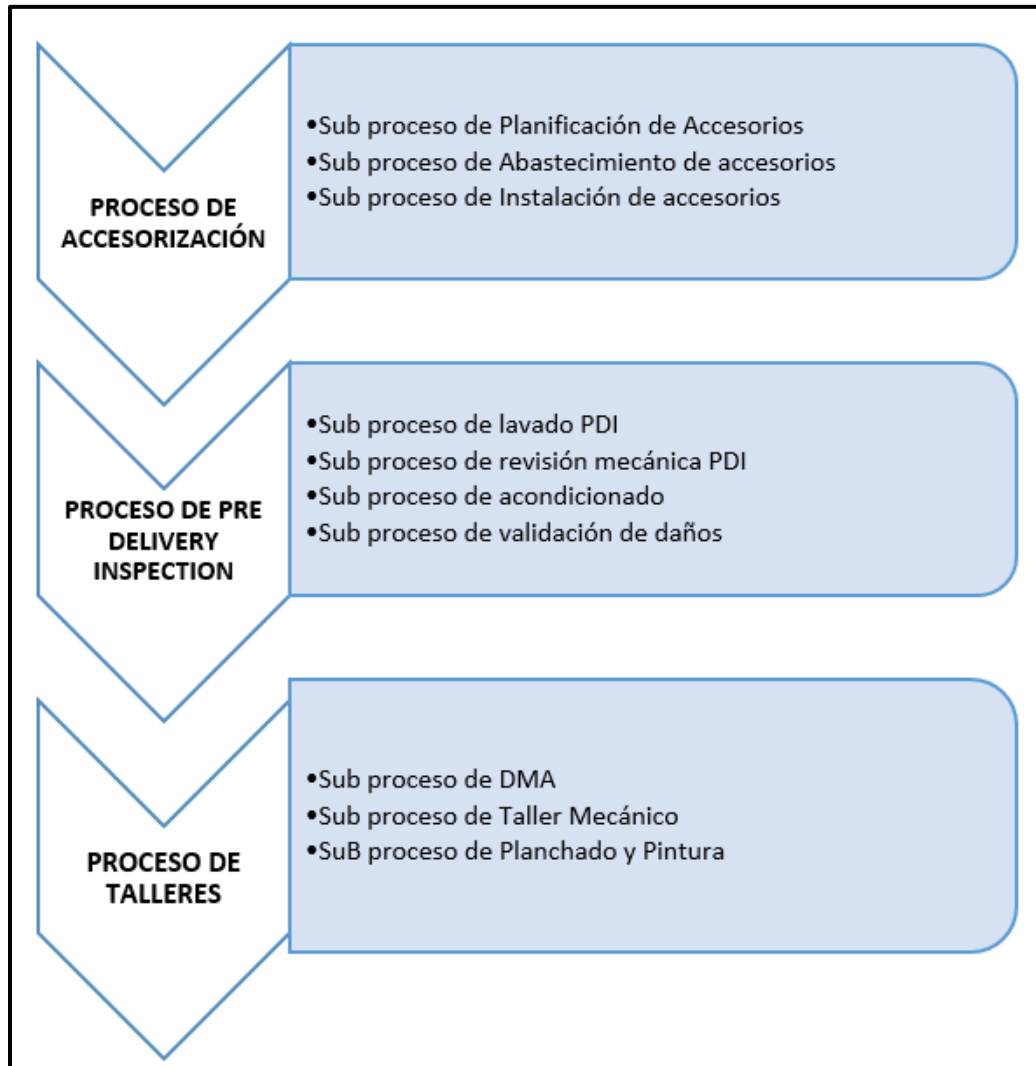 PROCESO DE
ACCESORIZACIÓN
•Sub proceso de Planificación de Accesorios
•Sub proceso de Abastecimiento de accesorios
•Sub proceso de Instalación de accesorios
PROCESO DE PRE
DELIVERY
INSPECTION
•Sub proceso de lavado PDI
•Sub proceso de revisión mecánica PDI
•Sub proceso de acondicionado
•Sub proceso de validación de daños
PROCESO DE
TALLERES
•Sub proceso de DMA
•Sub proceso de Taller Mecánico
•SuB proceso de Planchado y Pintura